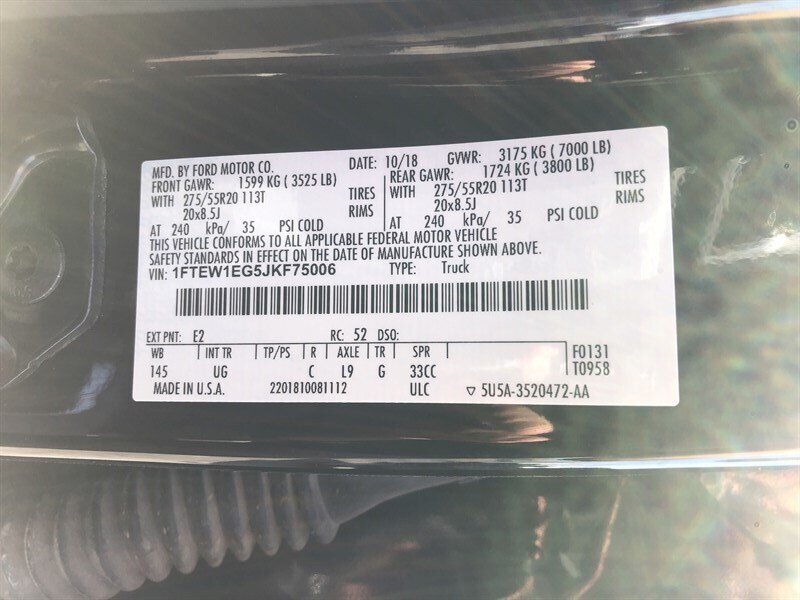 MFD. BY FORD MOTOR CO. DATE: 10/18 GVWR: 3175 KG ( 7000 LB)
FRONT GAWR: 1599 KG ( 3525 LB) REAR GAWR: 1724 KG ( 3800 LB)
WITH 275/55R20 113T TIRES WITH 275/55R20 113T TIRES
20x8.5J RIMS 20x8.5J RIMS
AT 240 kPa/ 35 PSI COLD AT 240 kPa/ 35 PSI COLD
THIS VEHICLE CONFORMS TO ALL APPLICABLE FEDERAL MOTOR VEHICLE
SAFETY STANDARDS IN EFFECT ON THE DATE OF MANUFACTURE SHOWN ABOVE.
VIN: 1FTEW1EG5JKF75006 TYPE: Truck
EXT PNT: E2 RC: 52 DSO:
WB INT TR TP/PS R AXLE TR SPR F0131
145 UG C L9 G 33CC T0958
MADE IN U.S.A. 2201810081112 ULC ▽ 5U5A-3520472-AA